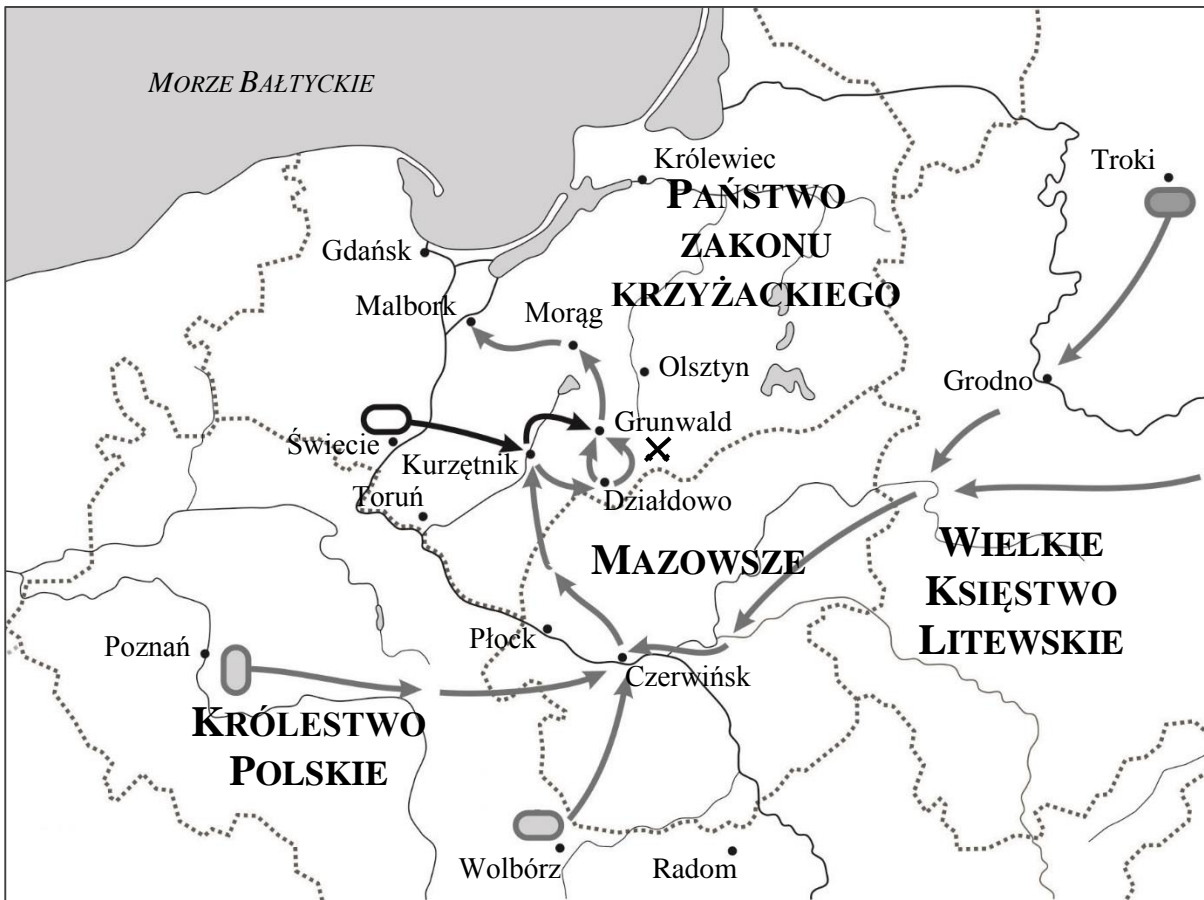 MORZE BAŁTYCKIE
Królewiec
Troki
PAŃSTWO
ZAKONU
KRZYŻACKIEGO
Gdańsk
Malbork
Morąg
Olsztyn
Grodno
Grunwald
Świecie
Kurzętnik
Toruń
Działdowo
MAZOWSZE
WIELKIE
KSIĘSTWO
LITEWSKIE
Płock
Poznań
Czerwińsk
KRÓLESTWO
POLSKIE
Wolbórz
Radom